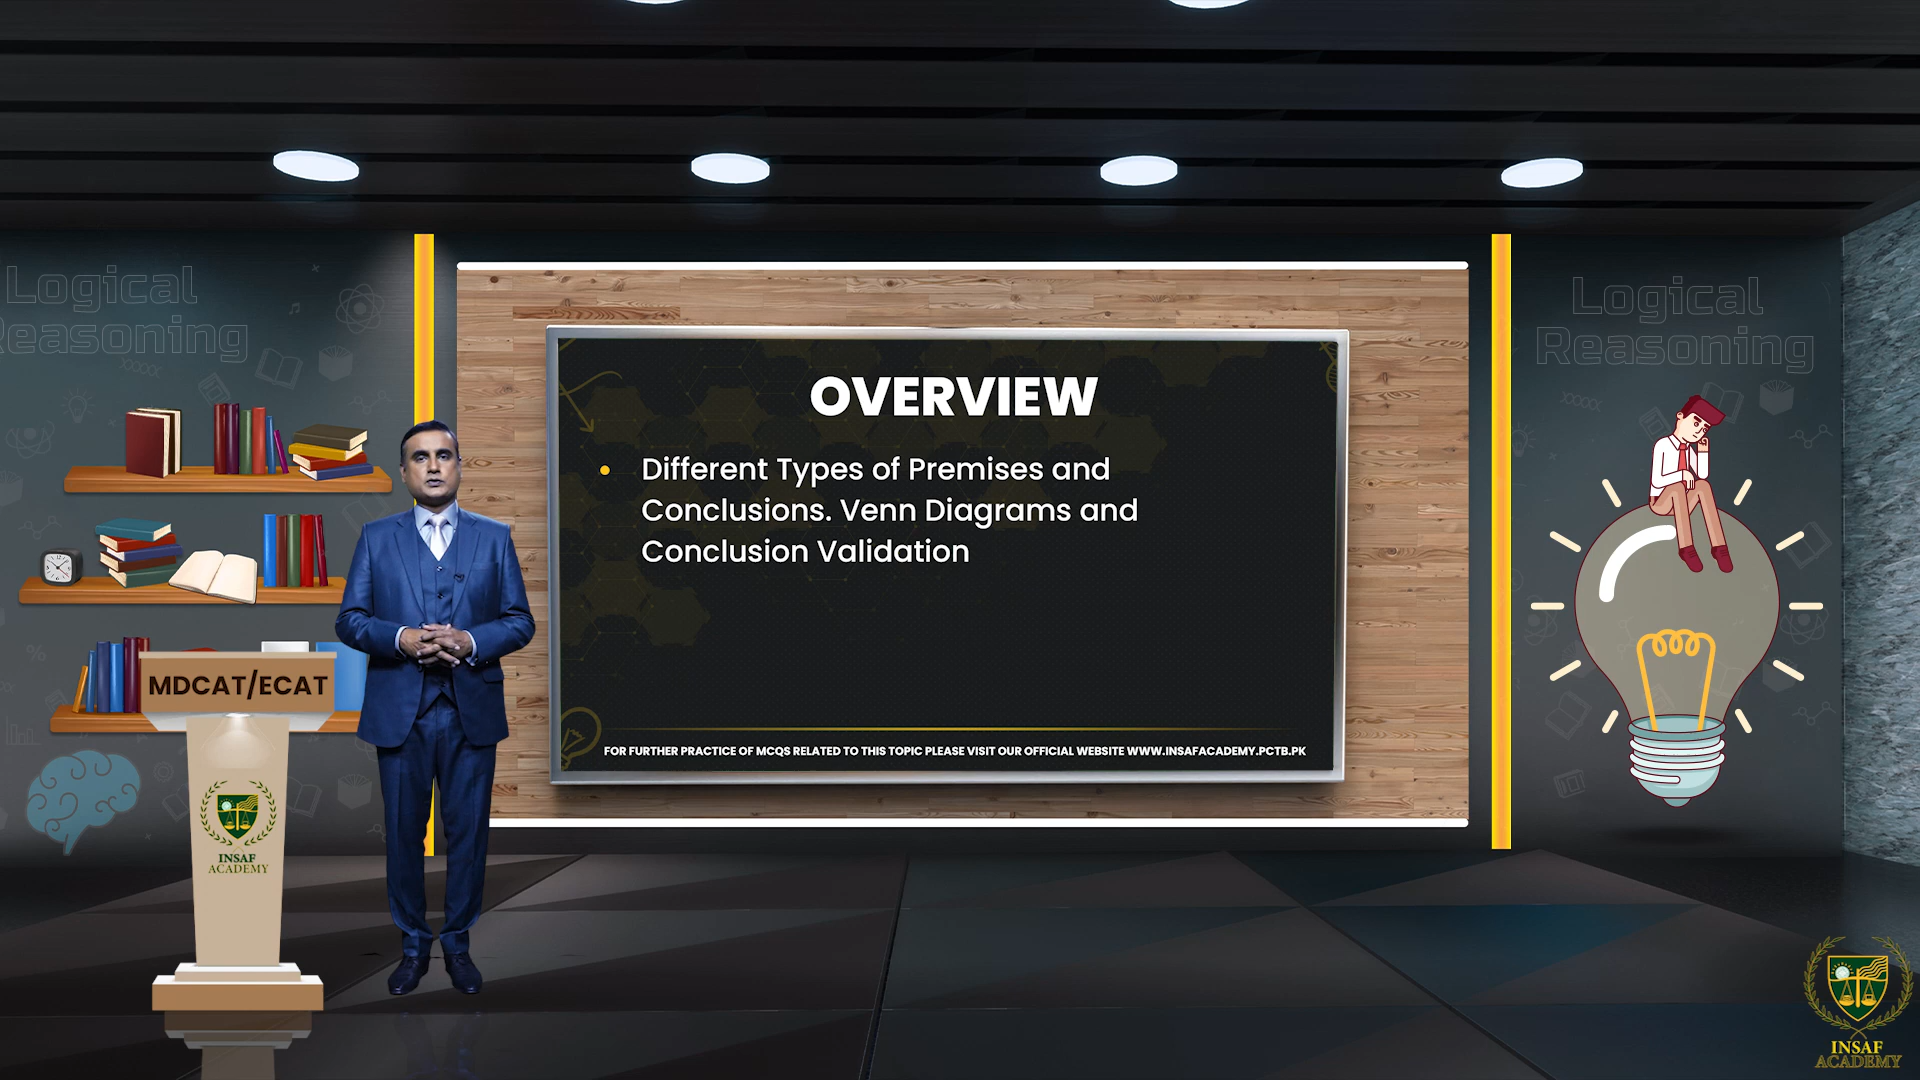 Logical
Reasoning
Logical
Reasoning
OVERVIEW
Different Types of Premises and
Conclusions. Venn Diagrams and
Conclusion Validation
FOR FURTHER PRACTICE OF MCQS RELATED TO THIS TOPIC PLEASE VISIT OUR OFFICIAL WEBSITE WWW.INSAFACADEMY.PCTB.PK
MDCAT/ECAT
INSAF
ACADEMY
INSAF
ACADEMY